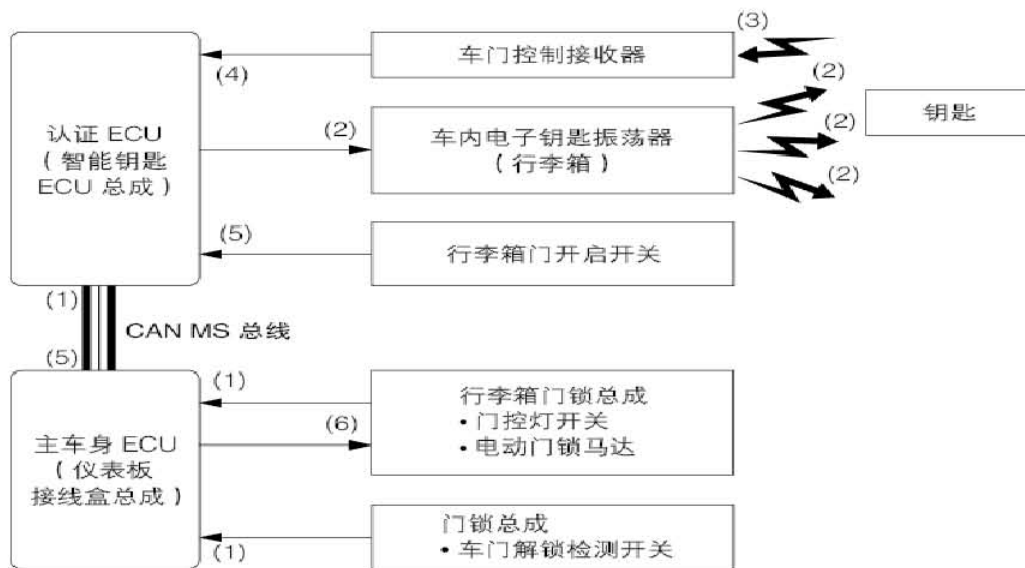 (3)
车门控制接收器
(4)
(2)
钥匙
认证 ECU
（智能钥匙
ECU 总成）
(2)
车内电子钥匙振荡器
（行李箱）
(2)
(2)
(5)
行李箱门开启开关
(1)
CAN MS 总线
(5)
(1)
行李箱门锁总成
• 门控灯开关
• 电动门锁马达
(6)
主车身 ECU
（仪表板
接线盒总成）
门锁总成
• 车门解锁检测开关
(1)